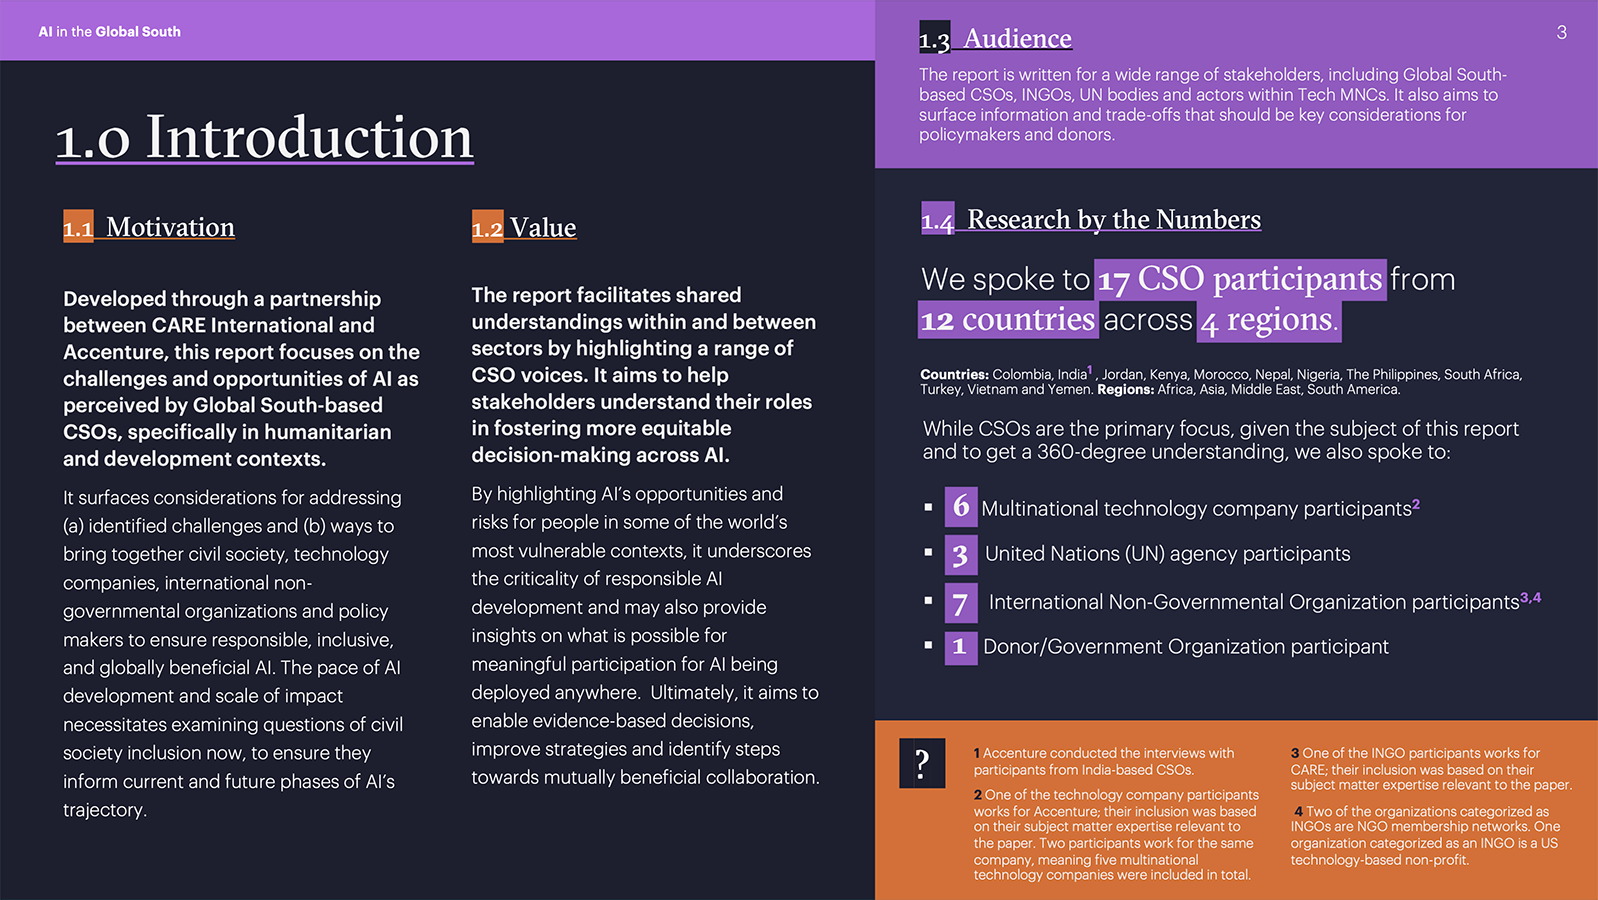 AI in the Global South
1.0 Introduction
1.1 Motivation
Developed through a partnership
between CARE International and
Accenture, this report focuses on the
challenges and opportunities of AI as
perceived by Global South-based
CSOs, specifically in humanitarian
and development contexts.
It surfaces considerations for addressing
(a) identified challenges and (b) ways to
bring together civil society, technology
companies, international non-
governmental organizations and policy
makers to ensure responsible, inclusive,
and globally beneficial AI. The pace of AI
development and scale of impact
necessitates examining questions of civil
society inclusion now, to ensure they
inform current and future phases of AI's
trajectory.
1.2 Value
The report facilitates shared
understandings within and between
sectors by highlighting a range of
CSO voices. It aims to help
stakeholders understand their roles
in fostering more equitable
decision-making across AI.
By highlighting AI's opportunities and
risks for people in some of the world's
most vulnerable contexts, it underscores
the criticality of responsible AI
development and may also provide
insights on what is possible for
meaningful participation for AI being
deployed anywhere. Ultimately, it aims to
enable evidence-based decisions,
improve strategies and identify steps
towards mutually beneficial collaboration.
3
1.3 Audience
The report is written for a wide range of stakeholders, including Global South-
based CSOs, INGOs, UN bodies and actors within Tech MNCs. It also aims to
surface information and trade-offs that should be key considerations for
policymakers and donors.
1.4 Research by the Numbers
We spoke to 17 CSO participants from
12 countries across 4 regions.
Countries: Colombia, India1 , Jordan, Kenya, Morocco, Nepal, Nigeria, The Philippines, South Africa,
Turkey, Vietnam and Yemen. Regions: Africa, Asia, Middle East, South America.
While CSOs are the primary focus, given the subject of this report
and to get a 360-degree understanding, we also spoke to:
▪ 6 Multinational technology company participants2
▪ 3 United Nations (UN) agency participants
▪ 7 International Non-Governmental Organization participants3,4
▪ 1 Donor/Government Organization participant
?
1 Accenture conducted the interviews with
participants from India-based CSOs.
2 One of the technology company participants
works for Accenture; their inclusion was based
on their subject matter expertise relevant to
the paper. Two participants work for the same
company, meaning five multinational
technology companies were included in total.
3 One of the INGO participants works for
CARE; their inclusion was based on their
subject matter expertise relevant to the paper.
4 Two of the organizations categorized as
INGOs are NGO membership networks. One
organization categorized as an INGO is a US
technology-based non-profit.